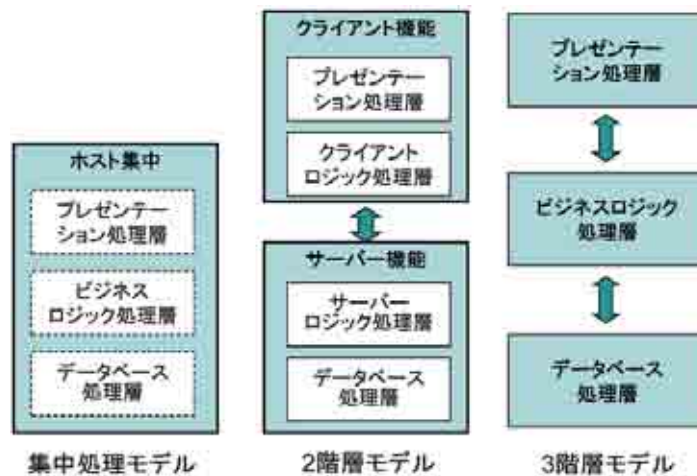 ホスト集中
プレゼンテー
ション処理層
ビジネス
ロジック処理層
データベース
処理層
集中処理モデル
クライアント機能
プレゼンテー
ション処理層
クライアント
ロジック処理層
サーバー機能
サーバー
ロジック処理層
データベース
処理層
2階層モデル
プレゼンテー
ション処理層
ビジネスロジック
処理層
データベース
処理層
3階層モデル